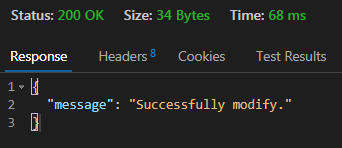 Status: 200 OK Size: 34 Bytes Time: 68 ms
Response Headers 8 Cookies Test Results
1 {
2 "message": "Successfully modify."
3 }